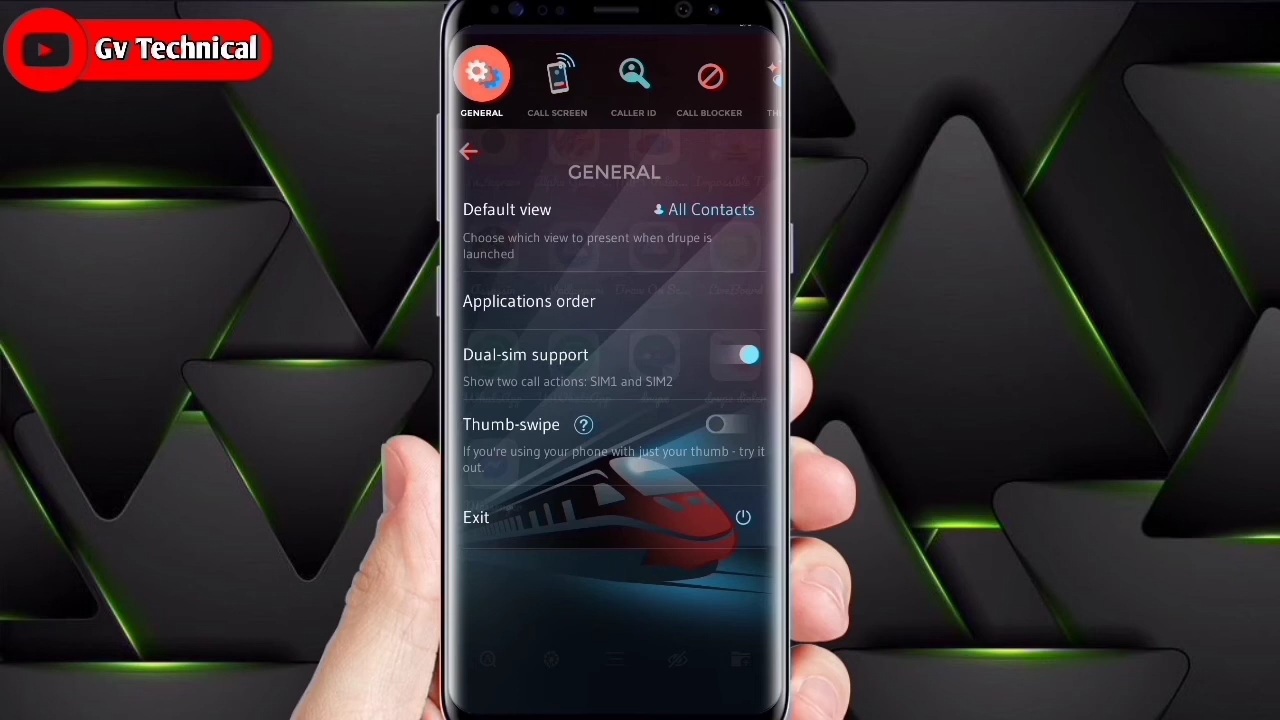 Gv Technical
GENERAL
CALL SCREEN
CALLER ID
CALL BLOCKER
GENERAL
Default view
All Contacts
Choose which view to present when drupe is
launched
Applications order
Dual-sim support
Show two call actions: SIM1 and SIM2
Thumb-swipe ?
If you're using your phone with just your thumb - try it
out.
Exit